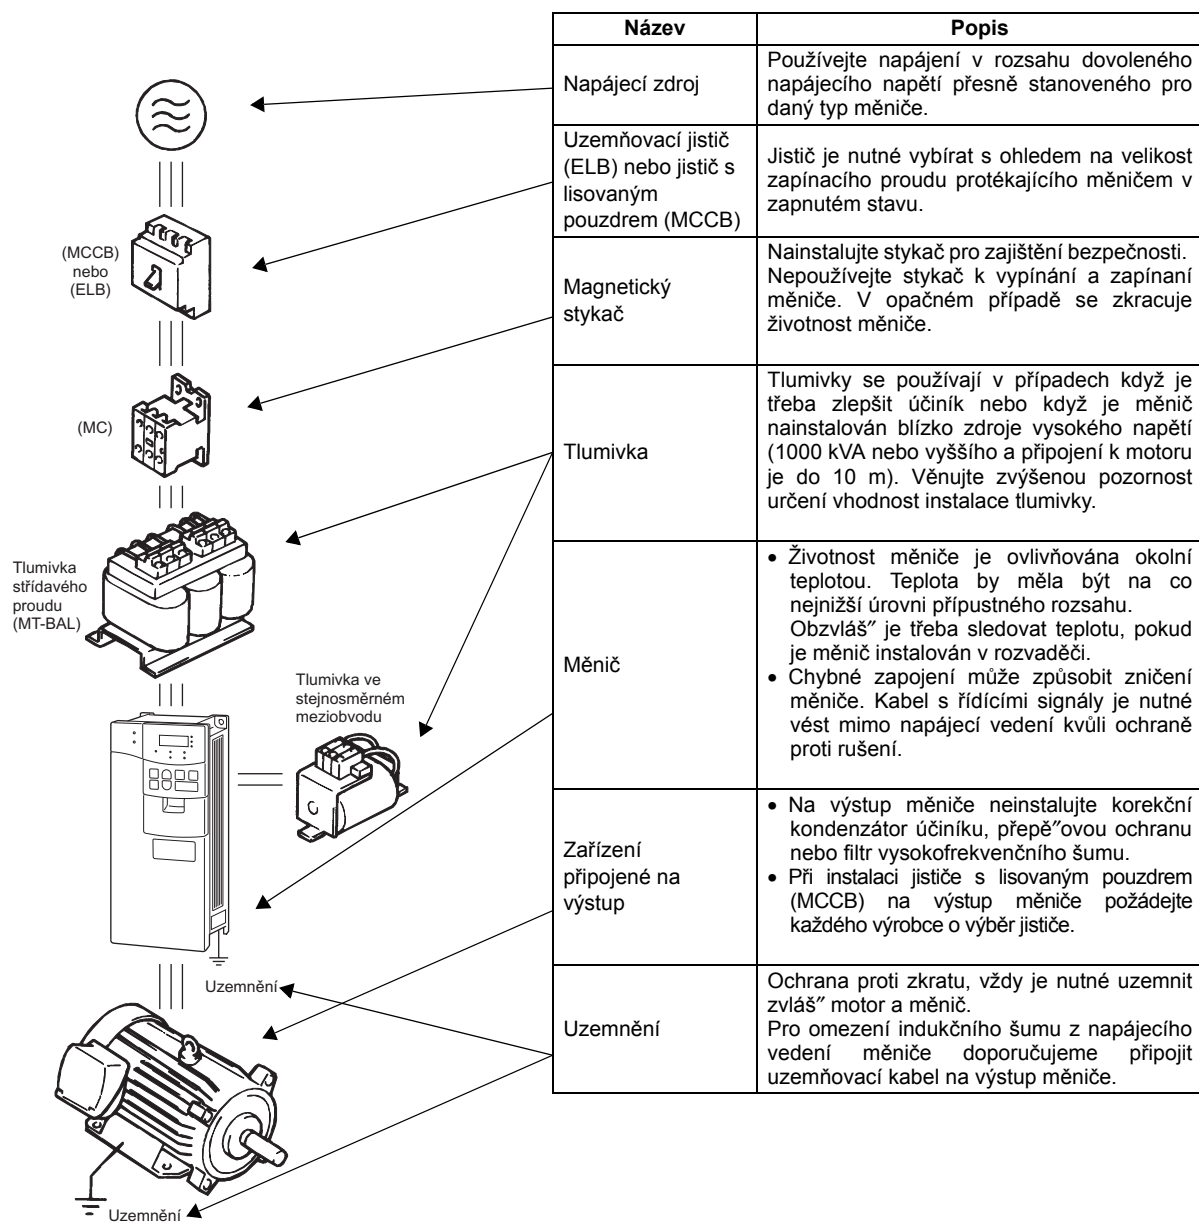 Název
Popis
Napájecí zdroj
Používejte napájení v rozsahu dovoleného
napájecího napětí přesně stanoveného pro
daný typ měniče.
Uzemňovací jistič
(ELB) nebo jistič s
lisovaným
pouzdrem (MCCB)
Jistič je nutné vybírat s ohledem na velikost
zapínacího proudu protékajícího měničem v
zapnutém stavu.
Magnetický
stykač
Nainstalujte stykač pro zajištění bezpečnosti.
Nepoužívejte stykač k vypínání a zapínaní
měniče. V opačném případě se zkracuje
životnost měniče.
Tlumivka
Tlumivky se používají v případech když je
třeba zlepšit účiník nebo když je měnič
nainstalován blízko zdroje vysokého napětí
(1000 kVA nebo vyššího a připojení k motoru
je do 10 m). Věnujte zvýšenou pozornost
určení vhodnost instalace tlumivky.
Měnič
• Životnost měniče je ovlivňována okolní
teplotou. Teplota by měla být na co
nejnižší úrovni přípustného rozsahu.
Obzvláš″ je třeba sledovat teplotu, pokud
je měnič instalován v rozvaděči.
• Chybné zapojení může způsobit zničení
měniče. Kabel s řídícími signály je nutné
vést mimo napájecí vedení kvůli ochraně
proti rušení.
Zařízení
připojené na
výstup
• Na výstup měniče neinstalujte korekční
kondenzátor účiníku, přepě″ovou ochranu
nebo filtr vysokofrekvenčního šumu.
• Při instalaci jističe s lisovaným pouzdrem
(MCCB) na výstup měniče požádejte
každého výrobce o výběr jističe.
Uzemnění
Ochrana proti zkratu, vždy je nutné uzemnit
zvláš″ motor a měnič.
Pro omezení indukčního šumu z napájecího
vedení měniče doporučujeme připojit
uzemňovací kabel na výstup měniče.
(MCCB)
nebo
(ELB)
(MC)
Tlumivka
střídavého
proudu
(MT-BAL)
Tlumivka ve
stejnosměrném
meziobvodu
Uzemnění
Uzemnění